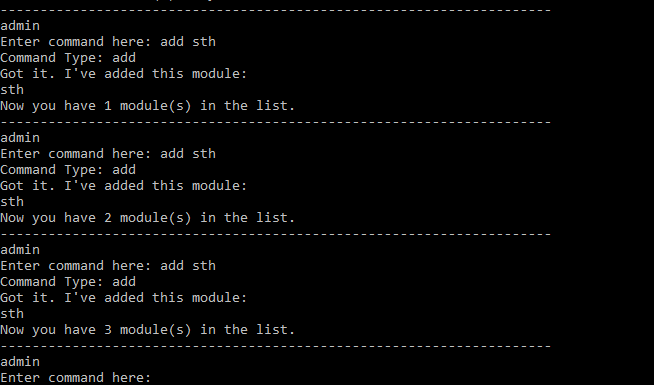 ---------------------------------------------------------------------
admin
Enter command here: add sth
Command Type: add
Got it. I've added this module:
sth
Now you have 1 module(s) in the list.
---------------------------------------------------------------------
admin
Enter command here: add sth
Command Type: add
Got it. I've added this module:
sth
Now you have 2 module(s) in the list.
---------------------------------------------------------------------
admin
Enter command here: add sth
Command Type: add
Got it. I've added this module:
sth
Now you have 3 module(s) in the list.
---------------------------------------------------------------------
admin
Enter command here: